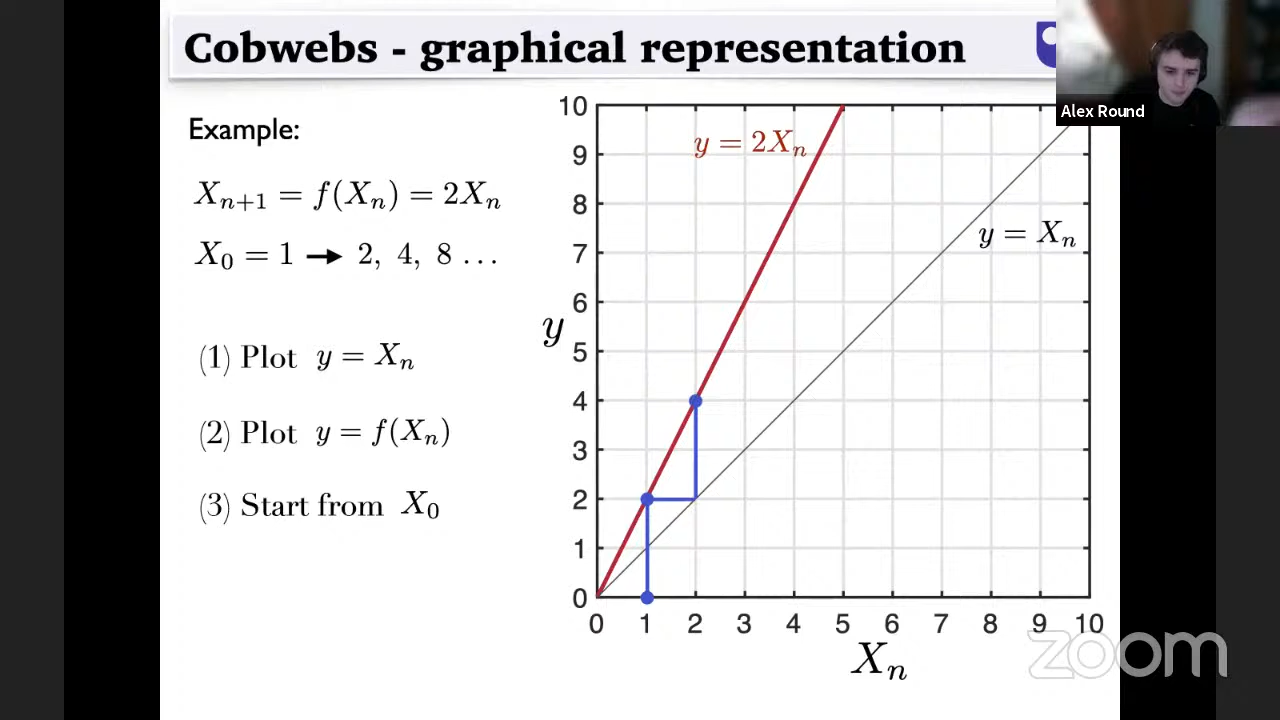 Cobwebs - graphical representation
Alex Round
Example:
Xₙ₊₁ = f(Xₙ) = 2Xₙ
X₀ = 1 → 2, 4, 8 …
(1) Plot y = Xₙ
(2) Plot y = f(Xₙ)
(3) Start from X₀
y = 2Xₙ
y = Xₙ
y
10
9
8
7
6
5
4
3
2
1
0
0 1 2 3 4 5 6 7 8 9 10
Xₙ
zoom